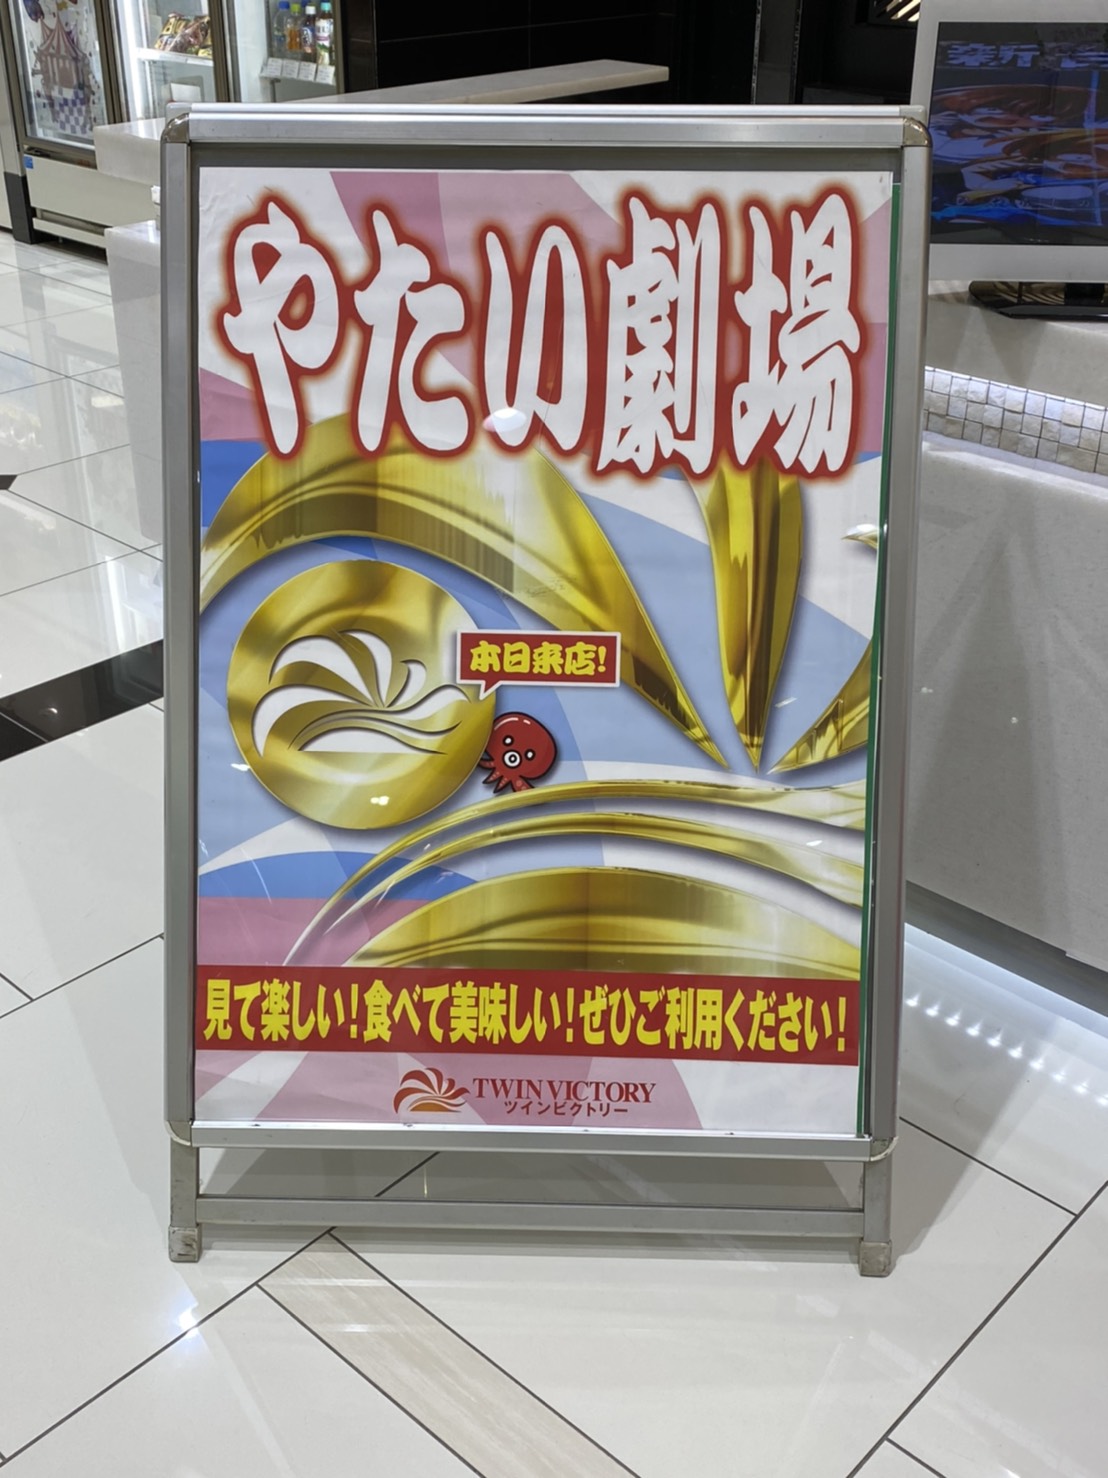 やたい劇場
本日来店!
見て楽しい!食べて美味しい!ぜひご利用ください!
TWIN VICTORY
ツインビクトリー